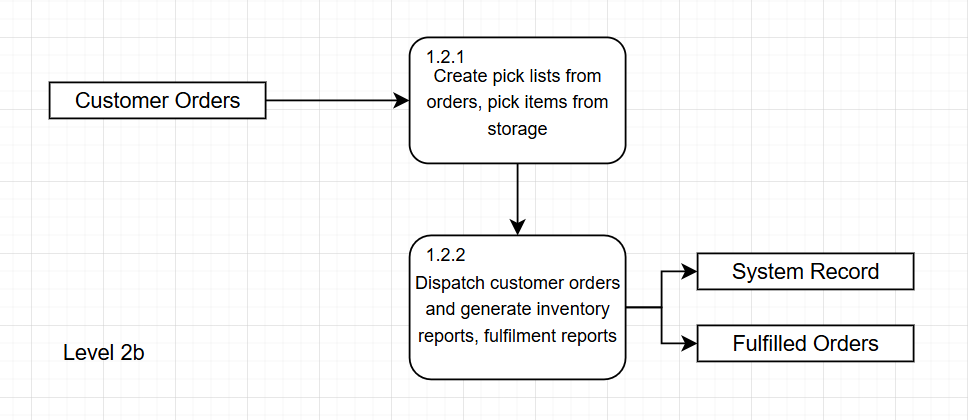 1.2.1
Create pick lists from
orders, pick items from
storage
Customer Orders
1.2.2
Dispatch customer orders
and generate inventory
reports, fulfilment reports
System Record
Fulfilled Orders
Level 2b